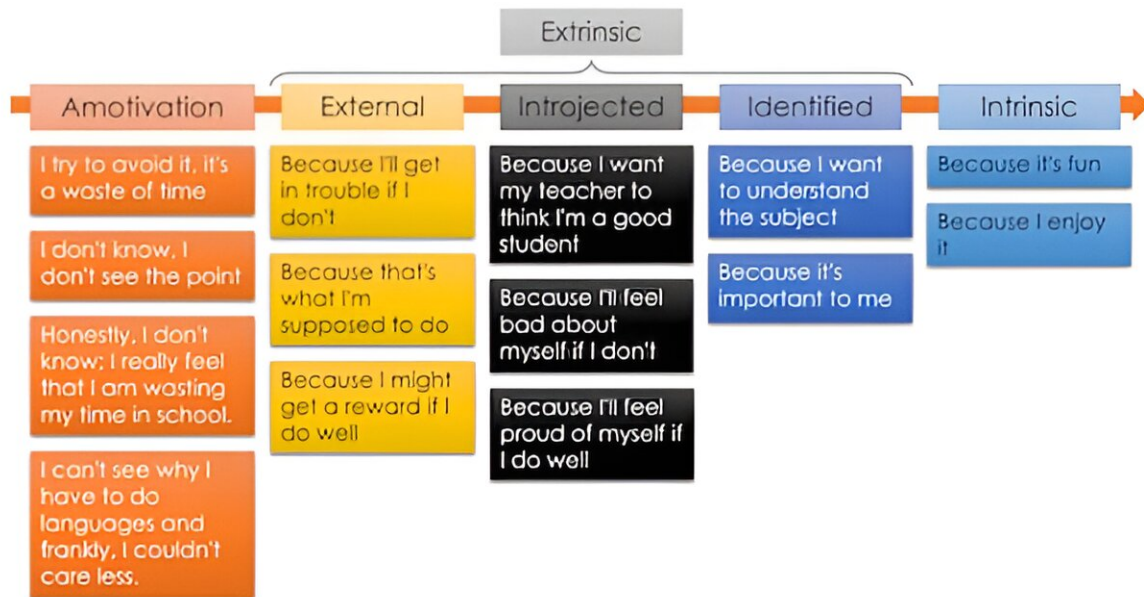 Extrinsic
Amotivation
External
Introjected
Identified
Intrinsic
I try to avoid it, it's
a waste of time
I don't know, I
don't see the point
Honestly, I don't
know; I really feel
that I am wasting
my time in school.
I can't see why I
have to do
languages and
frankly, I couldn't
care less.
Because I'll get
in trouble if I
don't
Because that's
what I'm
supposed to do
Because I might
get a reward if I
do well
Because I want
my teacher to
think I'm a good
student
Because I'll feel
bad about
myself if I don't
Because I'll feel
proud of myself if
I do well
Because I want
to understand
the subject
Because it's
important to me
Because it's fun
Because I enjoy
it